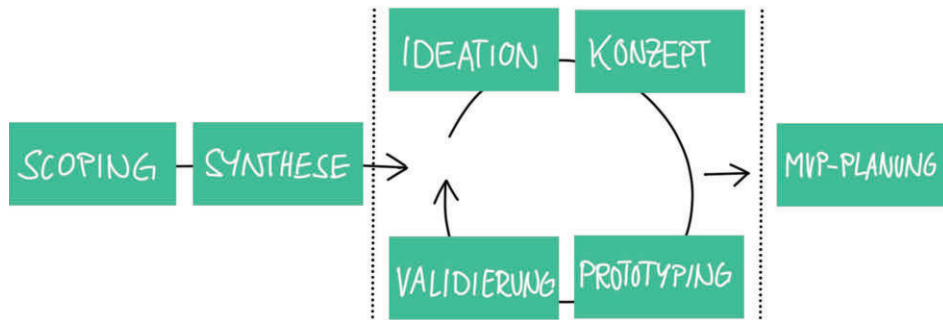 SCOPING
SYNTHESE
IDEATION
KONZEPT
VALIDIERUNG
PROTOTYPING
MVP-PLANUNG